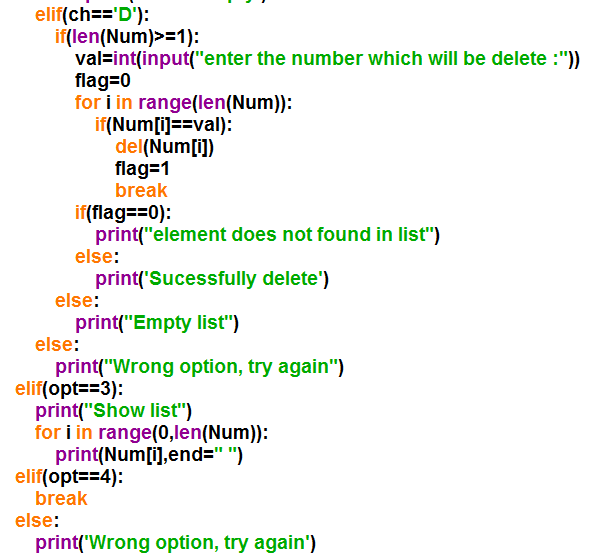 elif(ch=='D'):
if(len(Num)>=1):
val=int(input("enter the number which will be delete :"))
flag=0
for i in range(len(Num)):
if(Num[i]==val):
del(Num[i])
flag=1
break
if(flag==0):
print("element does not found in list")
else:
print('Sucessfully delete')
else:
print("Empty list")
else:
print("Wrong option, try again")
elif(opt==3):
print("Show list")
for i in range(0,len(Num)):
print(Num[i],end=" ")
elif(opt==4):
break
else:
print('Wrong option, try again')